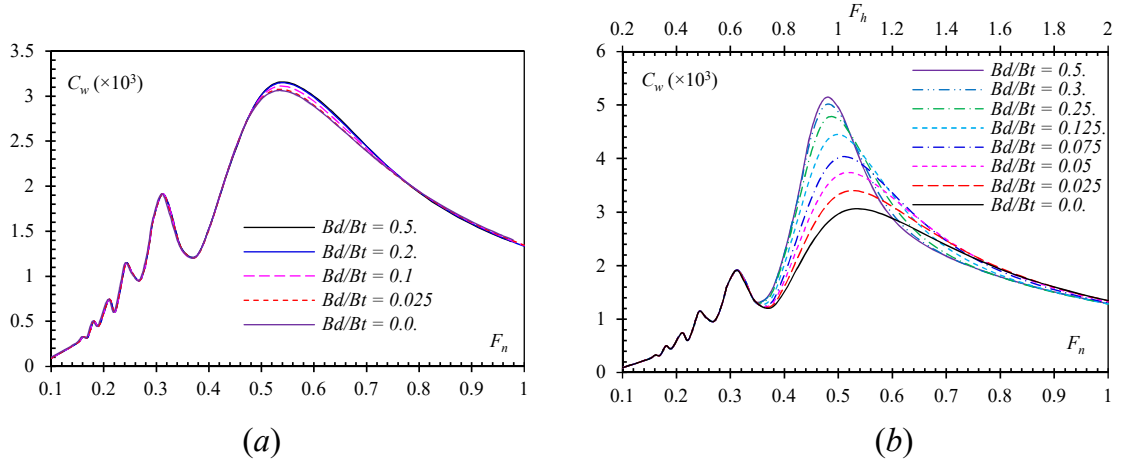 C_w (×10³)
3.5
3
2.5
2
1.5
1
0.5
0
Bd/Bt = 0.5.
Bd/Bt = 0.2.
Bd/Bt = 0.1
Bd/Bt = 0.025
Bd/Bt = 0.0.
F_n
0.1 0.2 0.3 0.4 0.5 0.6 0.7 0.8 0.9 1
(a)
F_h
0.2 0.4 0.6 0.8 1 1.2 1.4 1.6 1.8 2
C_w (×10³)
6
5
4
3
2
1
0
Bd/Bt = 0.5.
Bd/Bt = 0.3.
Bd/Bt = 0.25.
Bd/Bt = 0.125.
Bd/Bt = 0.075
Bd/Bt = 0.05
Bd/Bt = 0.025
Bd/Bt = 0.0.
F_n
0.1 0.2 0.3 0.4 0.5 0.6 0.7 0.8 0.9 1
(b)